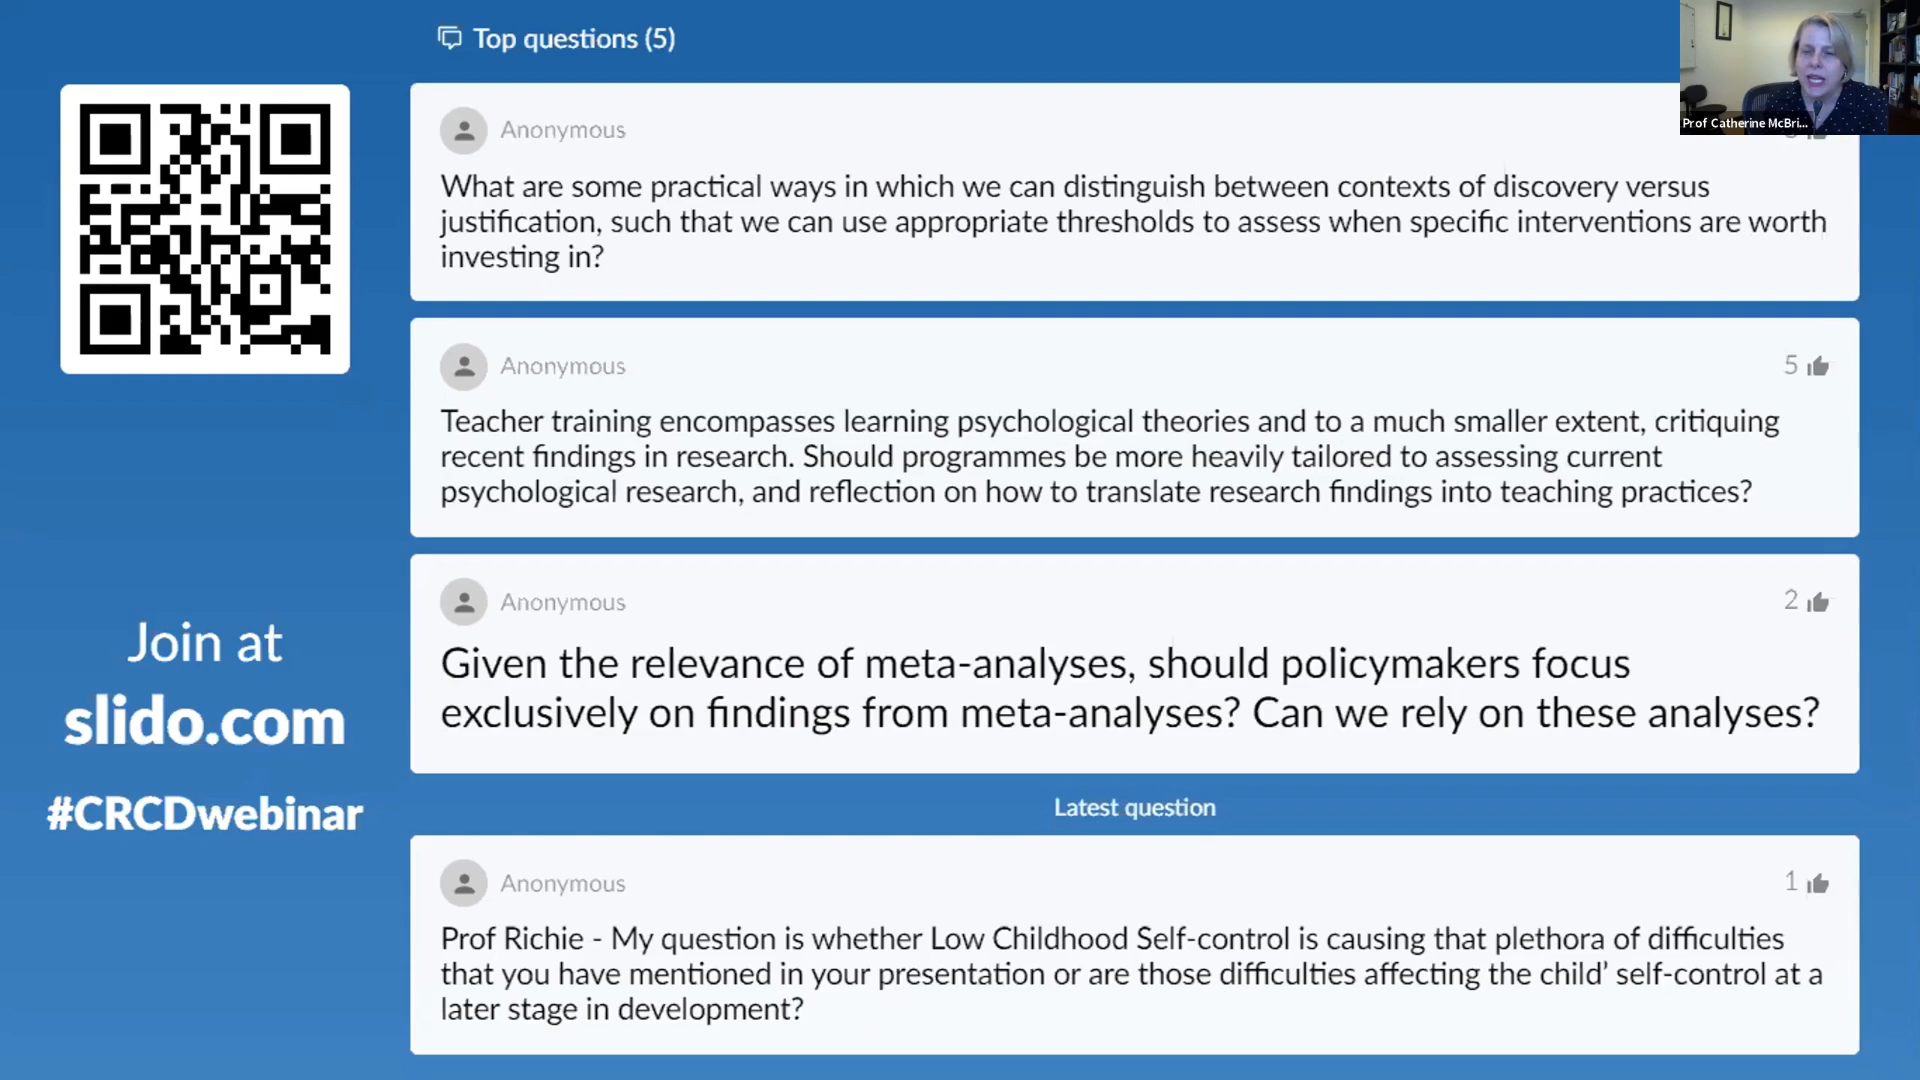 Top questions (5)
Prof Catherine McBri...
Anonymous
What are some practical ways in which we can distinguish between contexts of discovery versus
justification, such that we can use appropriate thresholds to assess when specific interventions are worth
investing in?
Anonymous
5
Teacher training encompasses learning psychological theories and to a much smaller extent, critiquing
recent findings in research. Should programmes be more heavily tailored to assessing current
psychological research, and reflection on how to translate research findings into teaching practices?
Anonymous
2
Given the relevance of meta-analyses, should policymakers focus
exclusively on findings from meta-analyses? Can we rely on these analyses?
Join at
slido.com
#CRCDwebinar
Latest question
Anonymous
1
Prof Richie - My question is whether Low Childhood Self-control is causing that plethora of difficulties
that you have mentioned in your presentation or are those difficulties affecting the child’ self-control at a
later stage in development?